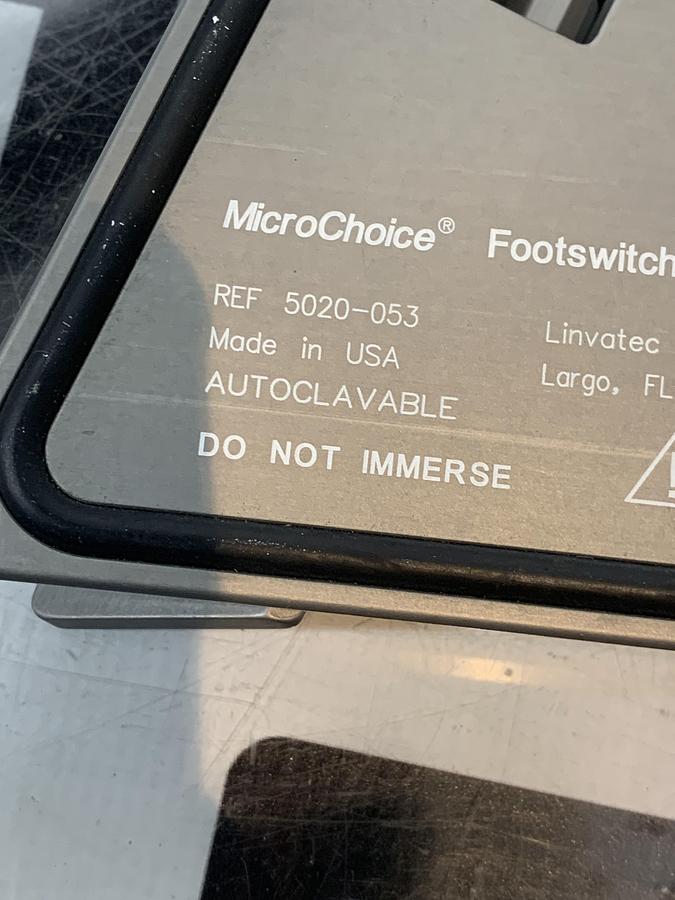 MicroChoice® Footswitch
REF 5020-053
Made in USA
AUTOCLAVABLE
DO NOT IMMERSE
Linvatec
Largo, FL
!